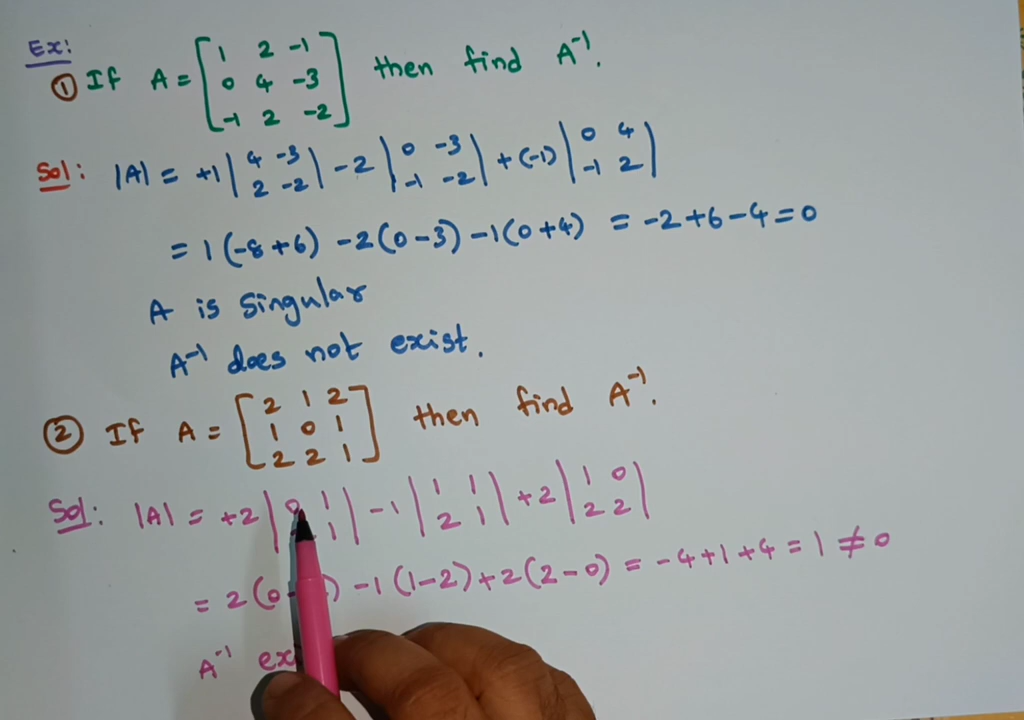 Ex:
① If A = [1 2 -1
0 4 -3
-1 2 -2] then find A⁻¹.
Sol: |A| = +1 |4 -3
2 -2| -2 |0 -3
-1 -2| + (-1) |0 4
-1 2|
= 1(-8+6) -2(0-3) -1(0+4) = -2+6-4=0
A is singular
A⁻¹ does not exist.
② If A = [2 1 2
1 0 1
2 2 1] then find A⁻¹.
Sol: |A| = +2 |0 1
1| -1 |1 1
2 1| +2 |1 0
2 2|
= 2(0- ) -1(1-2)+2(2-0) = -4+1+4=1≠0
A⁻¹